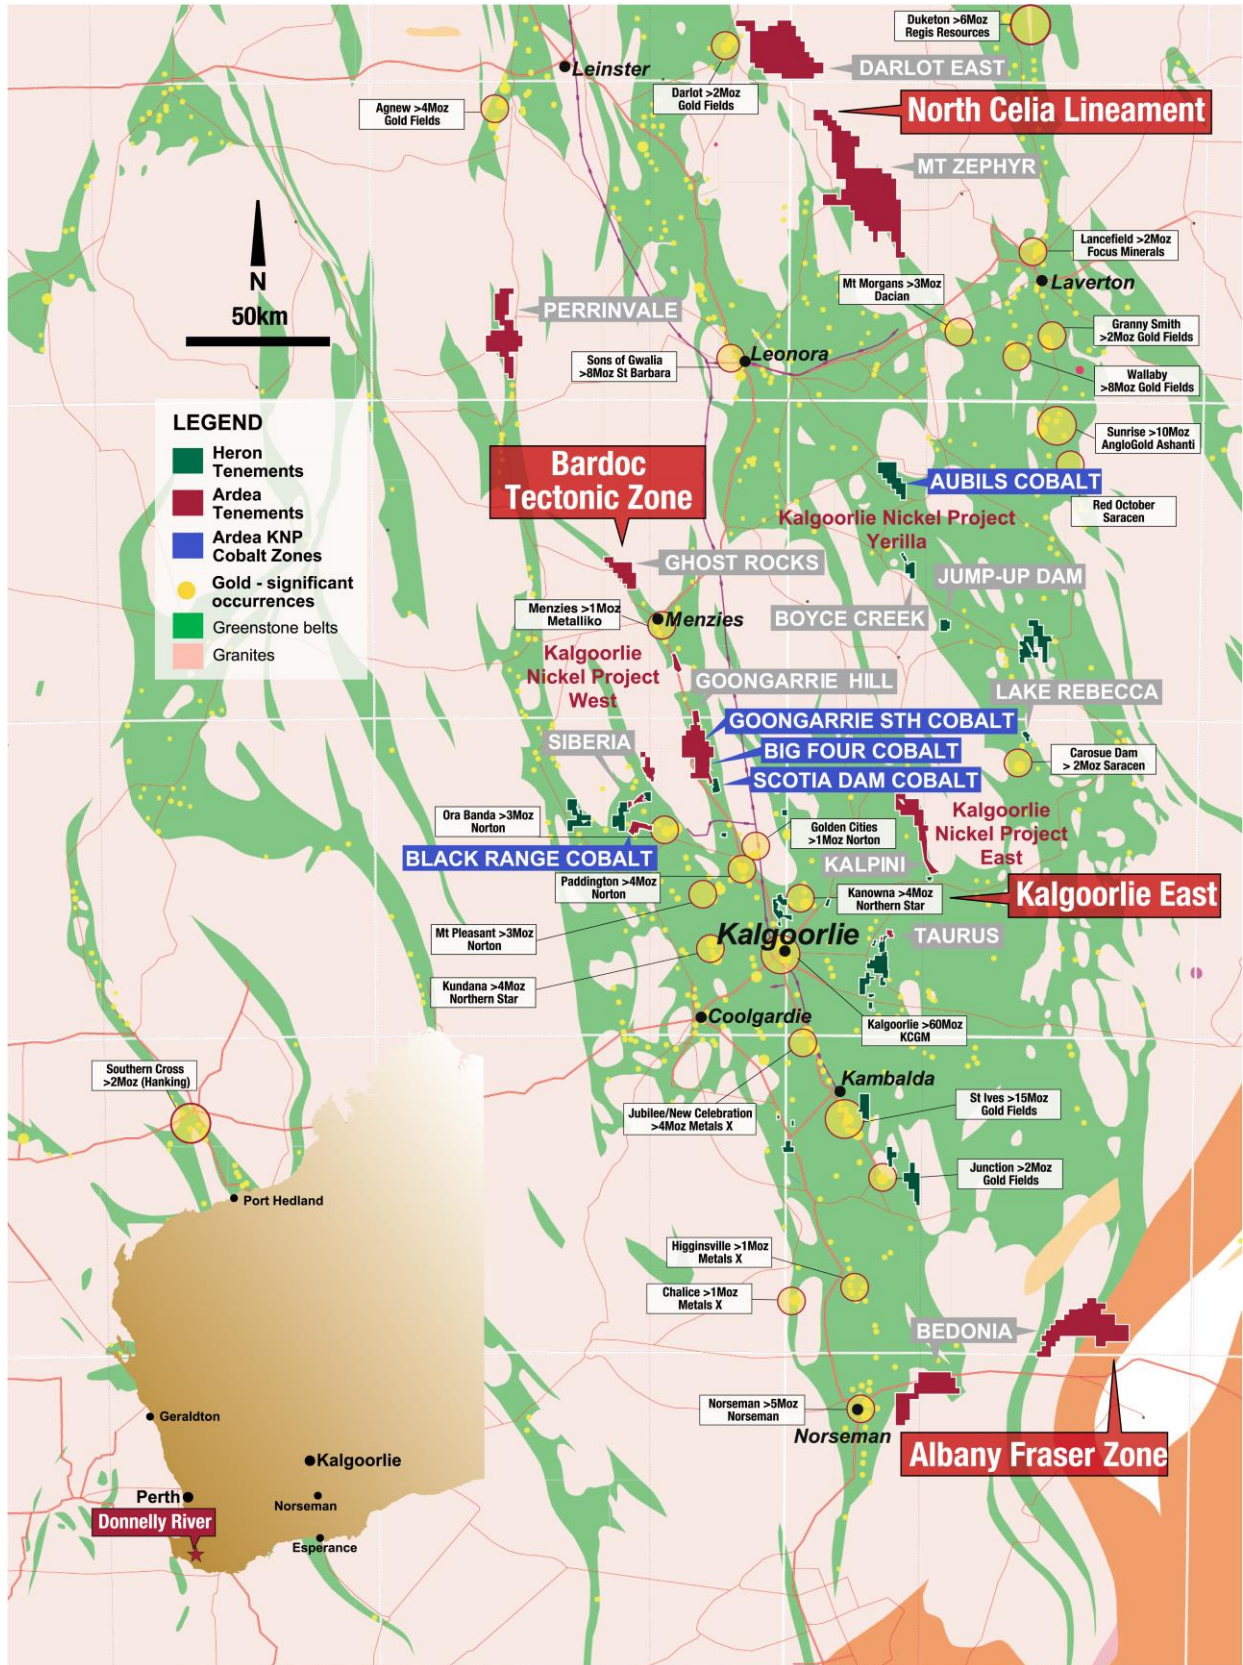 Duketon >6Moz
Regis Resources
DARLOT EAST
Leinster
Darlot >2Moz
Gold Fields
Agnew >4Moz
Gold Fields
North Celia Lineament
MT ZEPHYR
N
50km
Lancefield >2Moz
Focus Minerals
Laverton
Mt Morgans >3Moz
Dacian
PERRINVALE
Granny Smith
>2Moz Gold Fields
Sons of Gwalia
>8Moz St Barbara
Leonora
Wallaby
>8Moz Gold Fields
LEGEND
Heron
Tenements
Ardea
Tenements
Ardea KNP
Cobalt Zones
Gold - significant
occurrences
Greenstone belts
Granites
Sunrise >10Moz
AngloGold Ashanti
Bardoc
Tectonic Zone
AUBILS COBALT
Red October
Saracen
Kalgoorlie Nickel Project
Yerilla
GHOST ROCKS
JUMP-UP DAM
Menzies >1Moz
Metalliko
Menzies
BOYCE CREEK
Kalgoorlie
Nickel Project
West
GOONGARRIE HILL
LAKE REBECCA
GOONGARRIE STH COBALT
SIBERIA
BIG FOUR COBALT
Carosue Dam
> 2Moz Saracen
SCOTIA DAM COBALT
Ora Banda >3Moz
Norton
Golden Cities
>1Moz Norton
Kalgoorlie
Nickel Project
East
BLACK RANGE COBALT
KALPINI
Paddington >4Moz
Norton
Kanowna >4Moz
Northern Star
Kalgoorlie East
Mt Pleasant >3Moz
Norton
Kalgoorlie
TAURUS
Kundana >4Moz
Northern Star
Coolgardie
Kalgoorlie >60Moz
KCGM
Southern Cross
>2Moz (Hanking)
Kambalda
Jubilee/New Celebration
>4Moz Metals X
St Ives >15Moz
Gold Fields
Junction >2Moz
Gold Fields
Port Hedland
Higginsville >1Moz
Metals X
Chalice >1Moz
Metals X
BEDONIA
Norseman >5Moz
Norseman
Norseman
Albany Fraser Zone
Geraldton
Kalgoorlie
Perth
Norseman
Donnelly River
Esperance